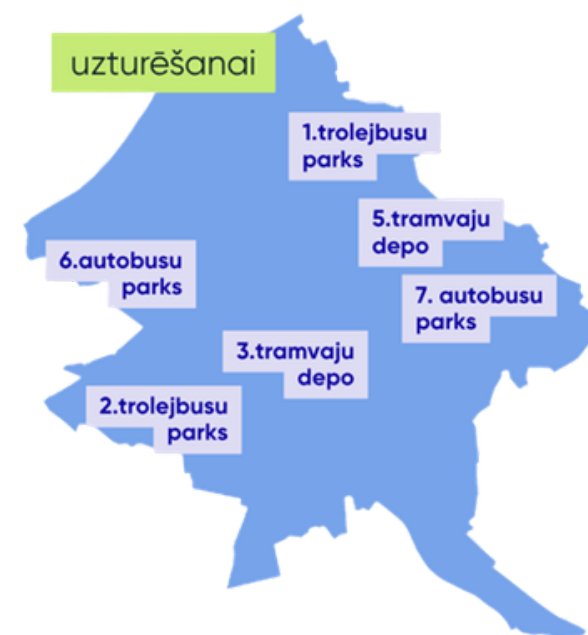 uzturēšanai
1.trolejbusu
parks
5.tramvaju
depo
6.autobusu
parks
7. autobusu
parks
3.tramvaju
depo
2.trolejbusu
parks